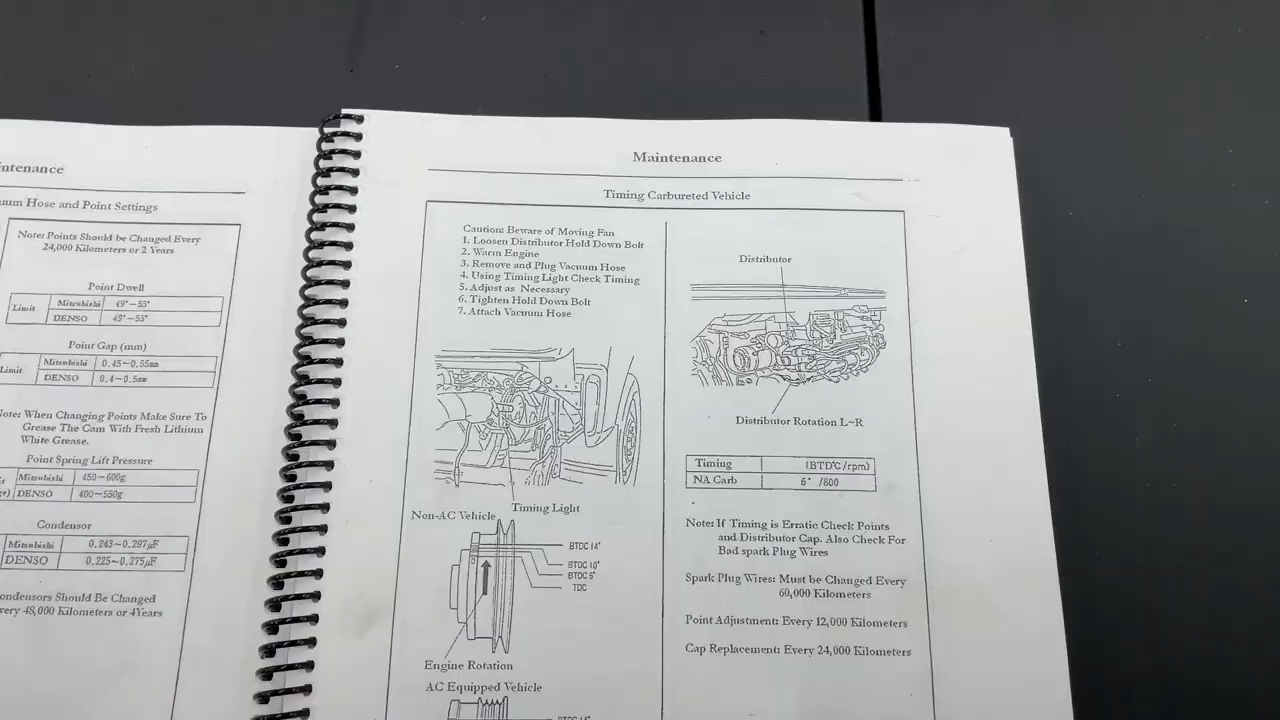 ntenance
uum Hose and Point Settings
Note: Points Should be Changed Every
24,000 Kilometers or 2 Years
Point Dwell
Limit
Mitsubishi 49°~55°
DENSO 49°~55°
Point Gap (mm)
Limit
Mitsubishi 0.45~0.55mm
DENSO 0.4~0.5mm
Note: When Changing Points Make Sure To
Grease The Cam With Fresh Lithium
White Grease.
Point Spring Lift Pressure
Mitsubishi 450~600g
DENSO 400~550g
Condensor
Mitsubishi 0.243~0.297μF
DENSO 0.225~0.275μF
ondensors Should Be Changed
very 48,000 Kilometers or 4Years
Maintenance
Timing Carbureted Vehicle
Caution: Beware of Moving Fan
1. Loosen Distributor Hold Down Bolt
2. Warm Engine
3. Remove and Plug Vacuum Hose
4. Using Timing Light Check Timing
5. Adjust as Necessary
6. Tighten Hold Down Bolt
7. Attach Vacuum Hose
Timing Light
Non-AC Vehicle
BTDC 14°
BTDC 10°
BTDC 6°
TDC
Engine Rotation
AC Equipped Vehicle
BTDC 14°
Distributor
Distributor Rotation L~R
Timing (BTD℃/rpm)
NA Carb 6° /800
Note: If Timing is Erratic Check Points
and Distributor Cap. Also Check For
Bad spark Plug Wires
Spark Plug Wires: Must be Changed Every
60,000 Kilometers
Point Adjustment: Every 12,000 Kilometers
Cap Replacement: Every 24,000 Kilometers